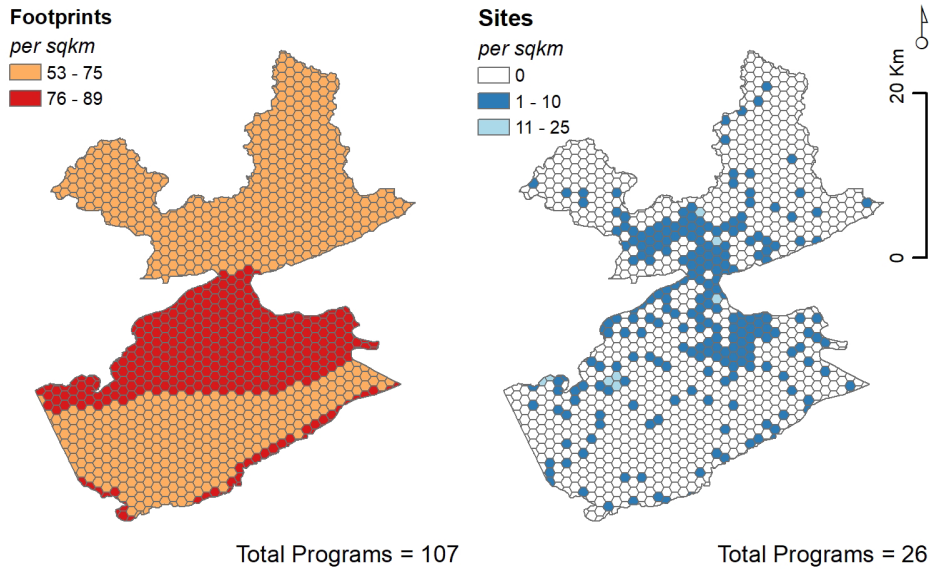 Footprints
per sqkm
53 - 75
76 - 89
Total Programs = 107
Sites
per sqkm
0
1 - 10
11 - 25
20 Km
0
Total Programs = 26